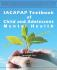 IACAPAP Textbook
of
Child and Adolescent
Mental Health